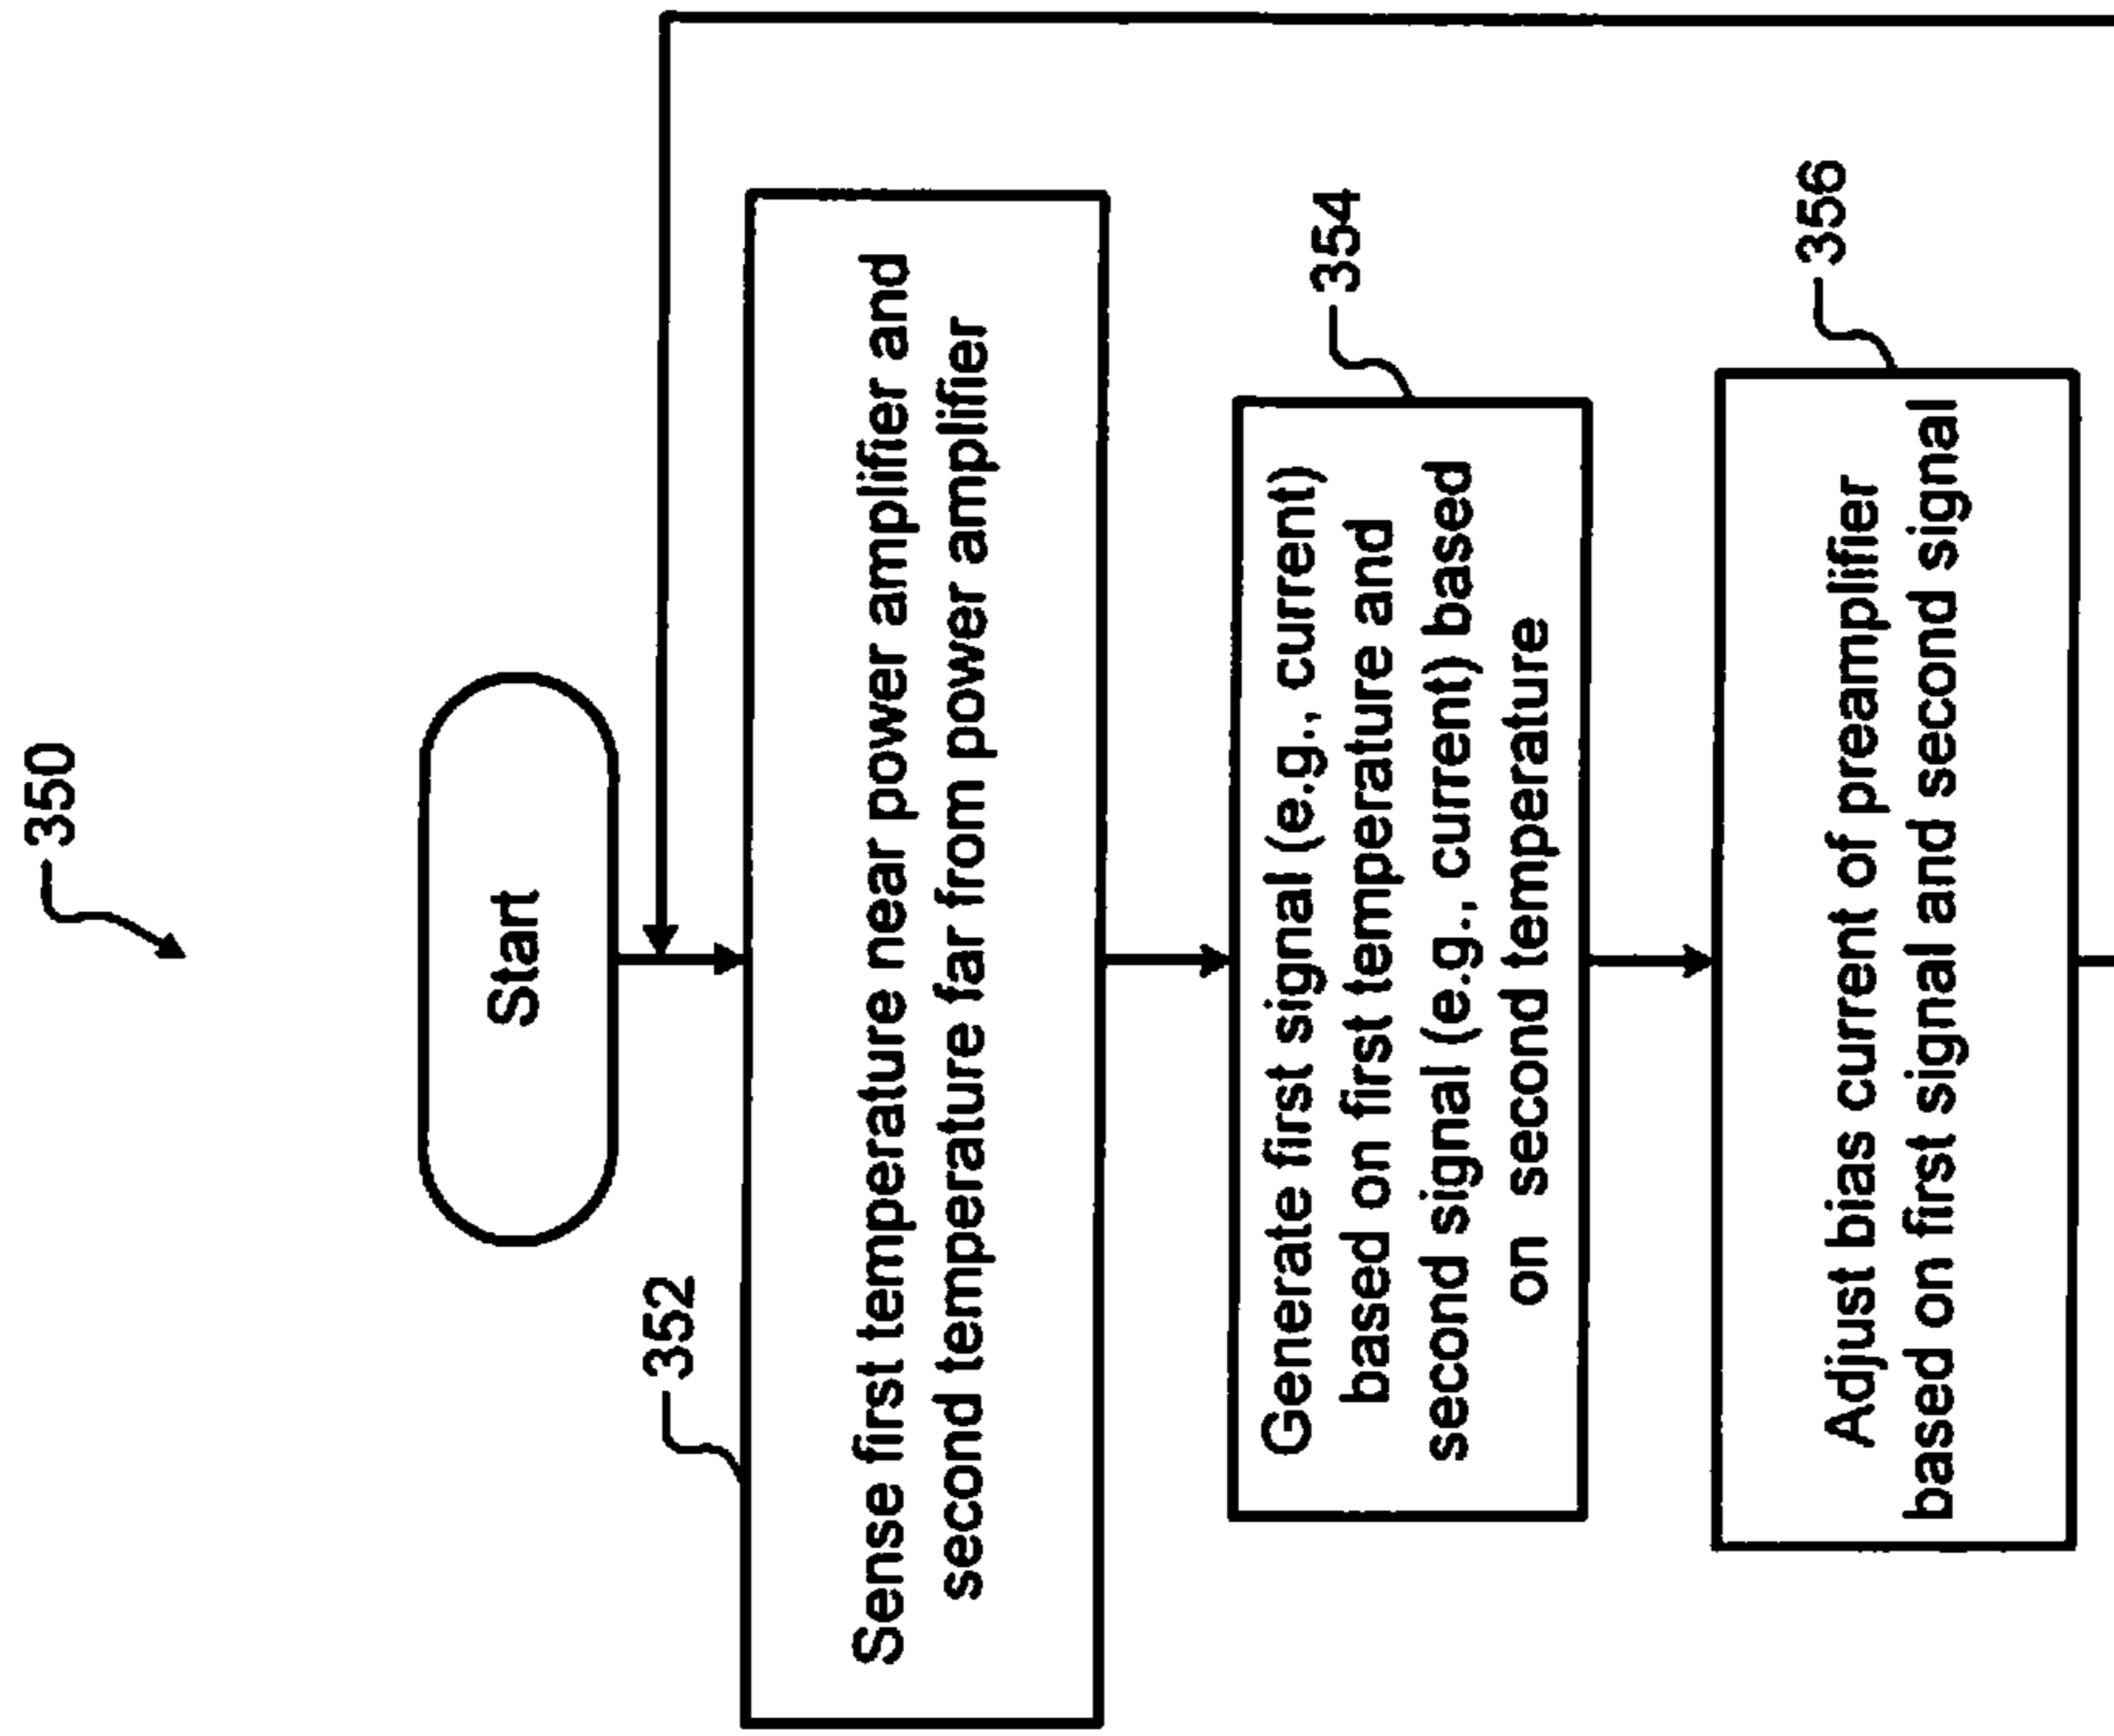 350
Start
352
Sense first temperature near power amplifier and
second temperature far from power amplifier
354
Generate first signal (e.g., current)
based on first temperature and
second signal (e.g., current) based
on second temperature
356
Adjust bias current of preamplifier
based on first signal and second signal